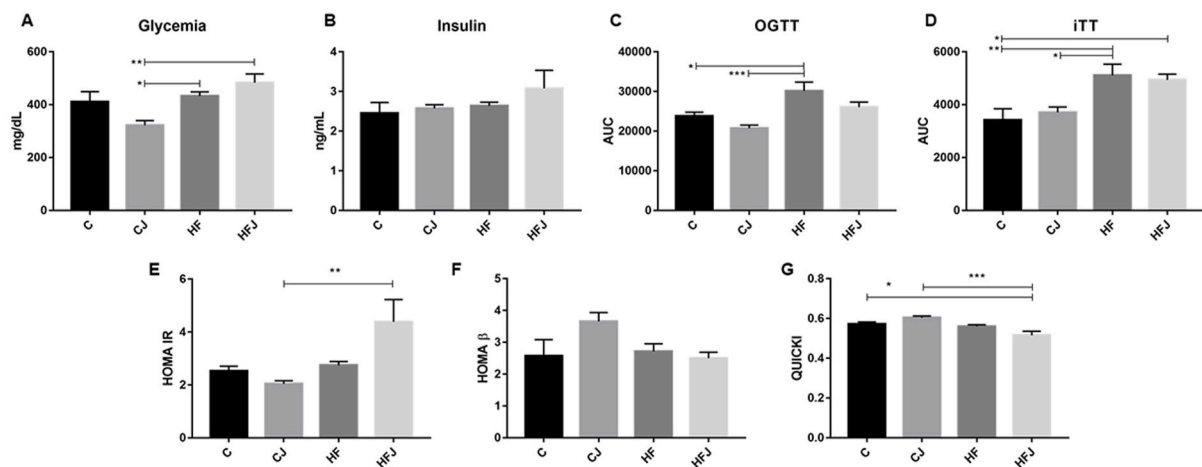 A
Glycemia
mg/dL
600
400
200
0
**
*
C
CJ
HF
HFJ
B
Insulin
ng/mL
4
3
2
1
0
C
CJ
HF
HFJ
C
OGTT
AUC
40000
30000
20000
10000
0
*
***
C
CJ
HF
HFJ
D
iTT
AUC
6000
4000
2000
0
*
**
*
C
CJ
HF
HFJ
E
HOMA IR
6
4
2
0
**
C
CJ
HF
HFJ
F
HOMA β
5
4
3
2
1
0
C
CJ
HF
HFJ
G
QUICKI
0.8
0.6
0.4
0.2
0.0
***
*
C
CJ
HF
HFJ